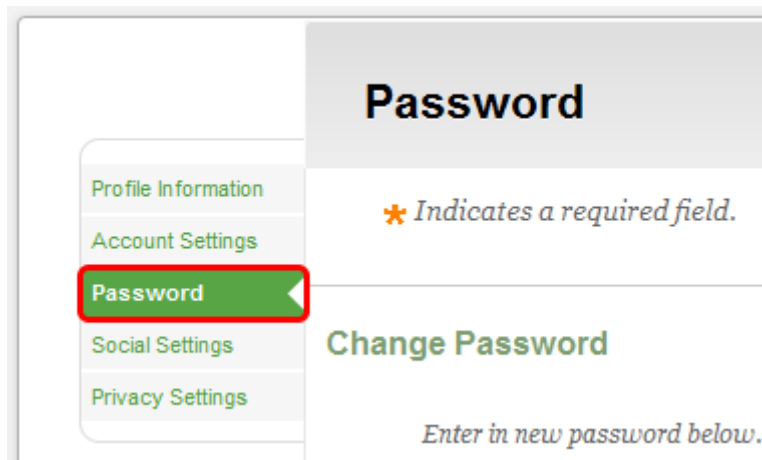 Password
Profile Information
Account Settings
Password
Social Settings
Privacy Settings
* Indicates a required field.
Change Password
Enter in new password below.